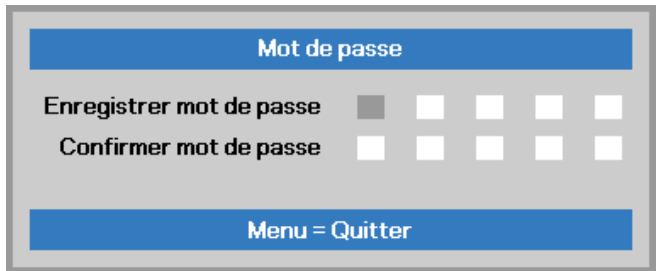 Mot de passe
Enregistrer mot de passe
Confirmer mot de passe
Menu = Quitter